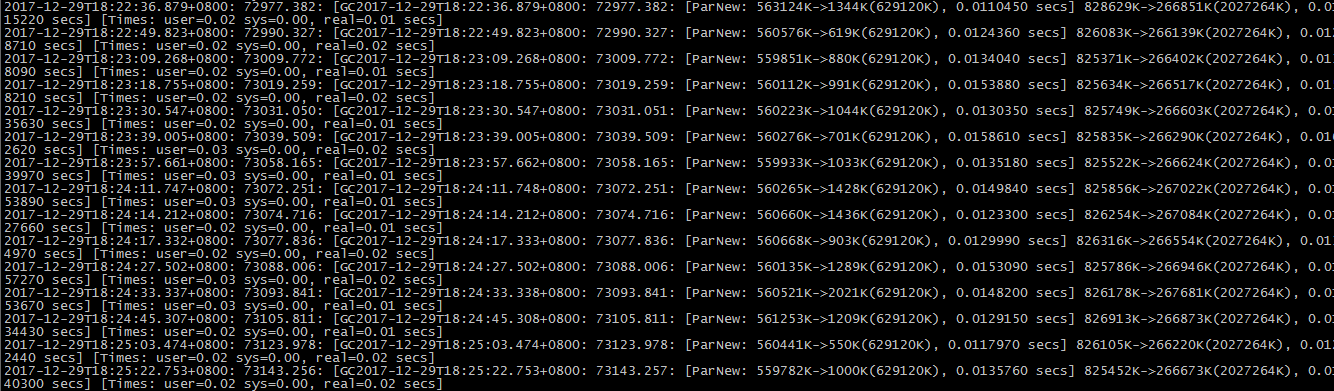 2017-12-29T18:22:36.879+0800: 72977.382: [GC2017-12-29T18:22:36.879+0800: 72977.382: [ParNew: 563124K->1344K(629120K), 0.0110450 secs] 828629K->266851K(2027264K), 0.01
15220 secs] [Times: user=0.02 sys=0.00, real=0.01 secs]
2017-12-29T18:22:49.823+0800: 72990.327: [GC2017-12-29T18:22:49.823+0800: 72990.327: [ParNew: 560576K->619K(629120K), 0.0124360 secs] 826083K->266139K(2027264K), 0.012
8710 secs] [Times: user=0.02 sys=0.00, real=0.02 secs]
2017-12-29T18:23:09.268+0800: 73009.772: [GC2017-12-29T18:23:09.268+0800: 73009.772: [ParNew: 559851K->880K(629120K), 0.0134040 secs] 825371K->266402K(2027264K), 0.013
8090 secs] [Times: user=0.02 sys=0.00, real=0.01 secs]
2017-12-29T18:23:18.755+0800: 73019.259: [GC2017-12-29T18:23:18.755+0800: 73019.259: [ParNew: 560112K->991K(629120K), 0.0153880 secs] 825634K->266517K(2027264K), 0.01
8210 secs] [Times: user=0.02 sys=0.00, real=0.01 secs]
2017-12-29T18:23:30.547+0800: 73031.050: [GC2017-12-29T18:23:30.547+0800: 73031.051: [ParNew: 560223K->1044K(629120K), 0.0130350 secs] 825749K->266603K(2027264K), 0.01
35630 secs] [Times: user=0.02 sys=0.00, real=0.01 secs]
2017-12-29T18:23:39.005+0800: 73039.509: [GC2017-12-29T18:23:39.005+0800: 73039.509: [ParNew: 560276K->701K(629120K), 0.0158610 secs] 825835K->266290K(2027264K), 0.016
2620 secs] [Times: user=0.03 sys=0.00, real=0.02 secs]
2017-12-29T18:23:57.661+0800: 73058.165: [GC2017-12-29T18:23:57.662+0800: 73058.165: [ParNew: 559933K->1033K(629120K), 0.0135180 secs] 825522K->266624K(2027264K), 0.01
39970 secs] [Times: user=0.03 sys=0.00, real=0.01 secs]
2017-12-29T18:24:11.747+0800: 73072.251: [GC2017-12-29T18:24:11.748+0800: 73072.251: [ParNew: 560265K->1428K(629120K), 0.0149840 secs] 825856K->267022K(2027264K), 0.01
53890 secs] [Times: user=0.03 sys=0.00, real=0.01 secs]
2017-12-29T18:24:14.212+0800: 73074.716: [GC2017-12-29T18:24:14.212+0800: 73074.716: [ParNew: 560660K->1436K(629120K), 0.0123300 secs] 826254K->267084K(2027264K), 0.01
27660 secs] [Times: user=0.02 sys=0.00, real=0.01 secs]
2017-12-29T18:24:17.332+0800: 73077.836: [GC2017-12-29T18:24:17.333+0800: 73077.836: [ParNew: 560668K->903K(629120K), 0.0129990 secs] 826316K->266554K(2027264K), 0.013
4970 secs] [Times: user=0.02 sys=0.00, real=0.02 secs]
2017-12-29T18:24:27.502+0800: 73088.006: [GC2017-12-29T18:24:27.502+0800: 73088.006: [ParNew: 560135K->1289K(629120K), 0.0153090 secs] 825786K->266946K(2027264K), 0.01
57270 secs] [Times: user=0.03 sys=0.00, real=0.02 secs]
2017-12-29T18:24:33.337+0800: 73093.841: [GC2017-12-29T18:24:33.338+0800: 73093.841: [ParNew: 560521K->2021K(629120K), 0.0148200 secs] 826178K->267681K(2027264K), 0.01
53670 secs] [Times: user=0.03 sys=0.00, real=0.01 secs]
2017-12-29T18:24:45.307+0800: 73105.811: [GC2017-12-29T18:24:45.308+0800: 73105.811: [ParNew: 561253K->1209K(629120K), 0.0129150 secs] 826913K->266873K(2027264K), 0.01
34430 secs] [Times: user=0.02 sys=0.00, real=0.01 secs]
2017-12-29T18:25:03.474+0800: 73123.978: [GC2017-12-29T18:25:03.474+0800: 73123.978: [ParNew: 560441K->550K(629120K), 0.0117970 secs] 826105K->266220K(2027264K), 0.012
2440 secs] [Times: user=0.02 sys=0.00, real=0.02 secs]
2017-12-29T18:25:22.753+0800: 73143.256: [GC2017-12-29T18:25:22.753+0800: 73143.257: [ParNew: 559782K->1000K(629120K), 0.0135760 secs] 825452K->266673K(2027264K), 0.01
40300 secs] [Times: user=0.02 sys=0.00, real=0.02 secs]